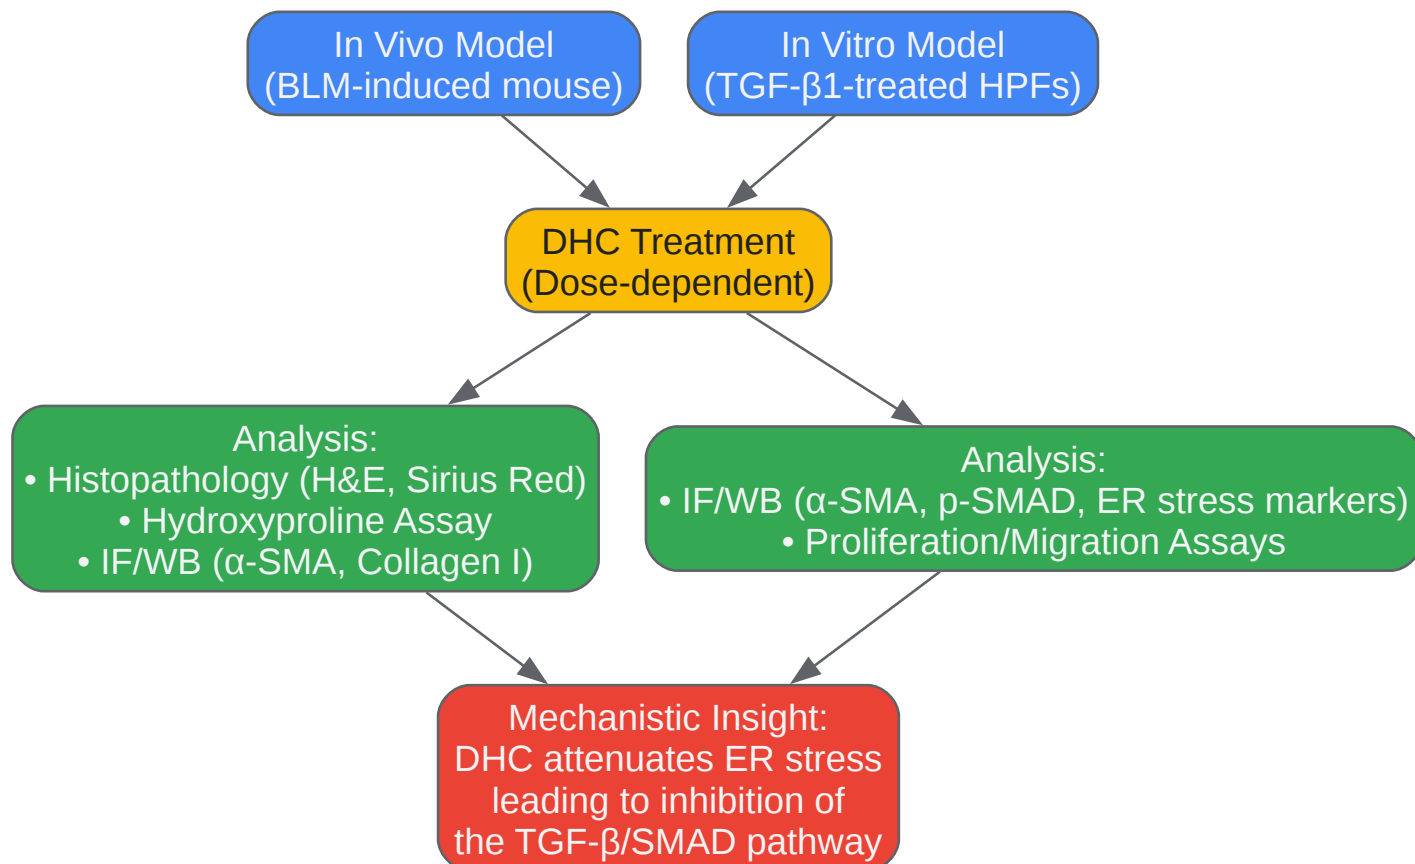 In Vivo Model
(BLM-induced mouse)
In Vitro Model
(TGF-β1-treated HPFs)
DHC Treatment
(Dose-dependent)
Analysis:
• Histopathology (H&E, Sirius Red)
• Hydroxyproline Assay
• IF/WB (α-SMA, Collagen I)
Analysis:
• IF/WB (α-SMA, p-SMAD, ER stress markers)
• Proliferation/Migration Assays
Mechanistic Insight:
DHC attenuates ER stress
leading to inhibition of
the TGF-β/SMAD pathway